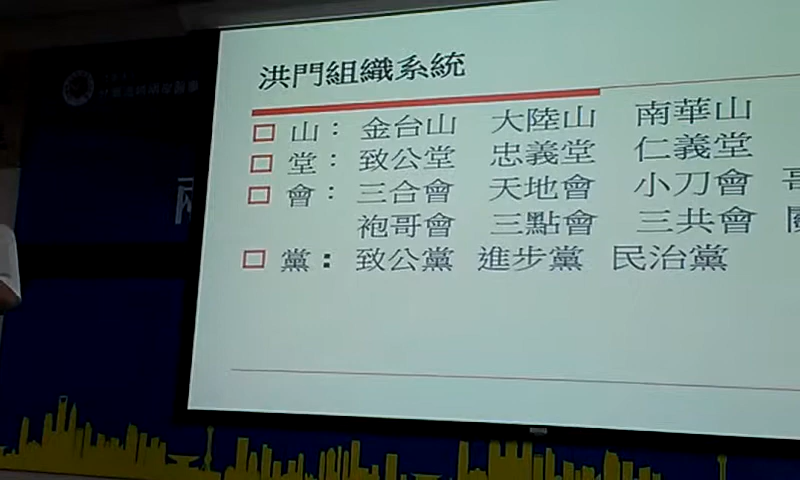 洪門組織系統
山： 金台山 大陸山 南華山
堂： 致公堂 忠義堂 仁義堂
會： 三合會 天地會 小刀會
袍哥會 三點會 三共會
黨： 致公黨 進步黨 民治黨